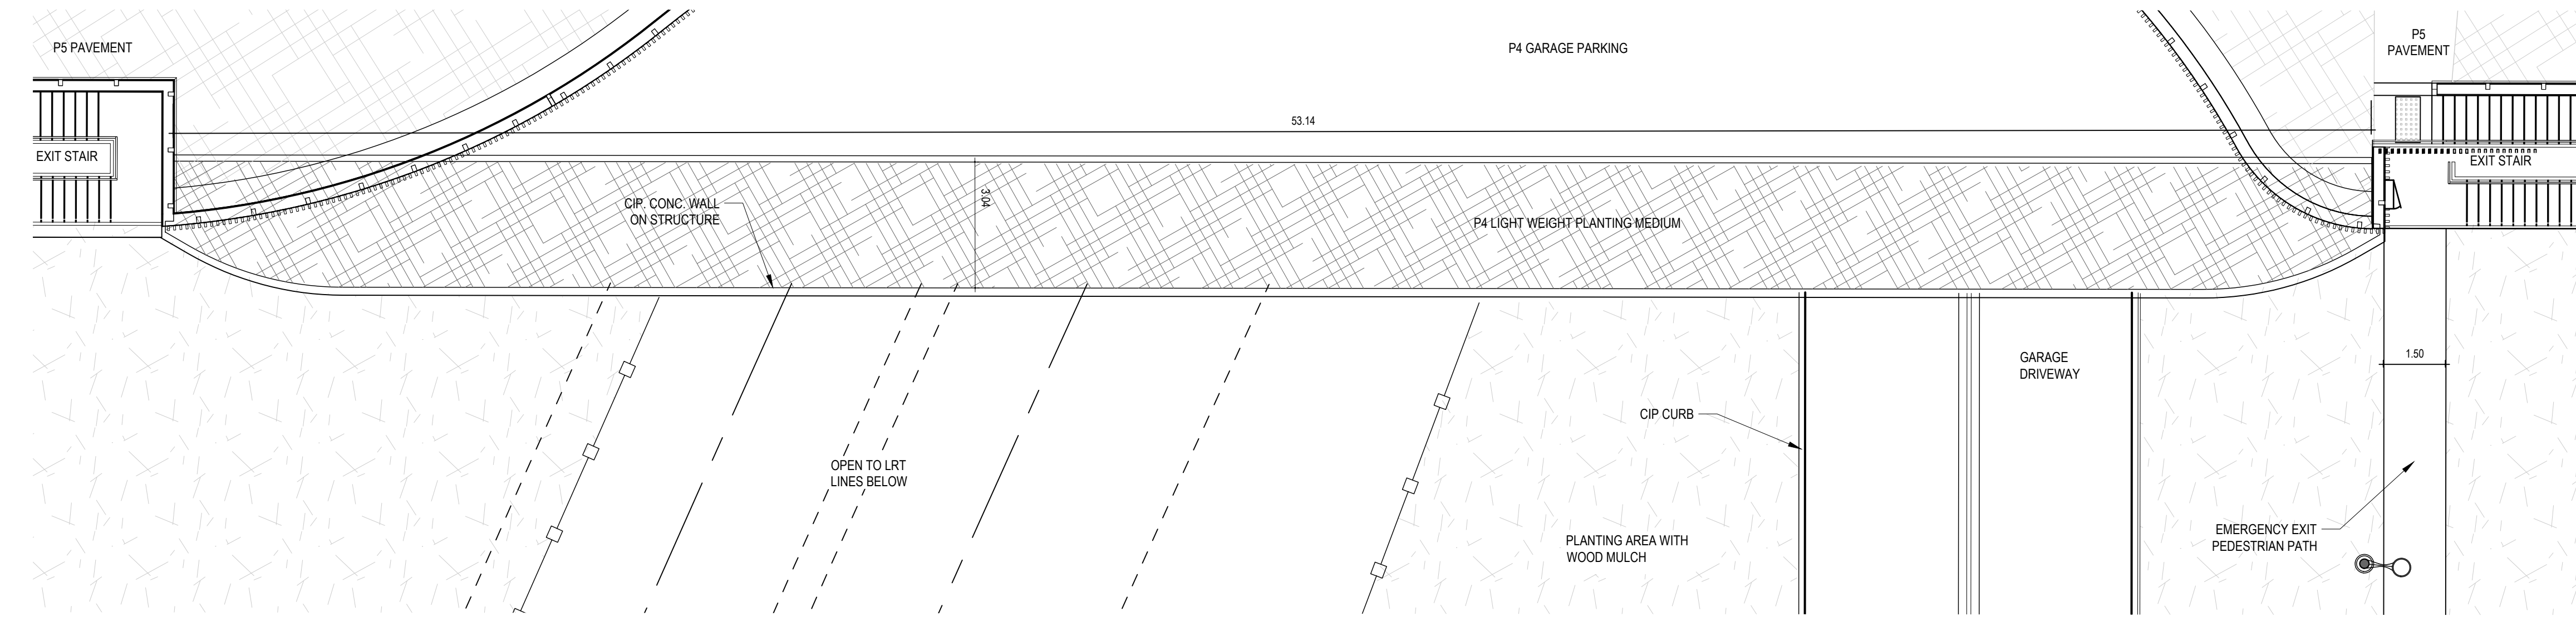 P5 PAVEMENT
P4 GARAGE PARKING
P5
PAVEMENT
53.14
EXIT STAIR
EXIT STAIR
3.04
CIP. CONC. WALL
ON STRUCTURE
P4 LIGHT WEIGHT PLANTING MEDIUM
GARAGE
DRIVEWAY
1.50
CIP CURB
OPEN TO LRT
LINES BELOW
PLANTING AREA WITH
WOOD MULCH
EMERGENCY EXIT
PEDESTRIAN PATH